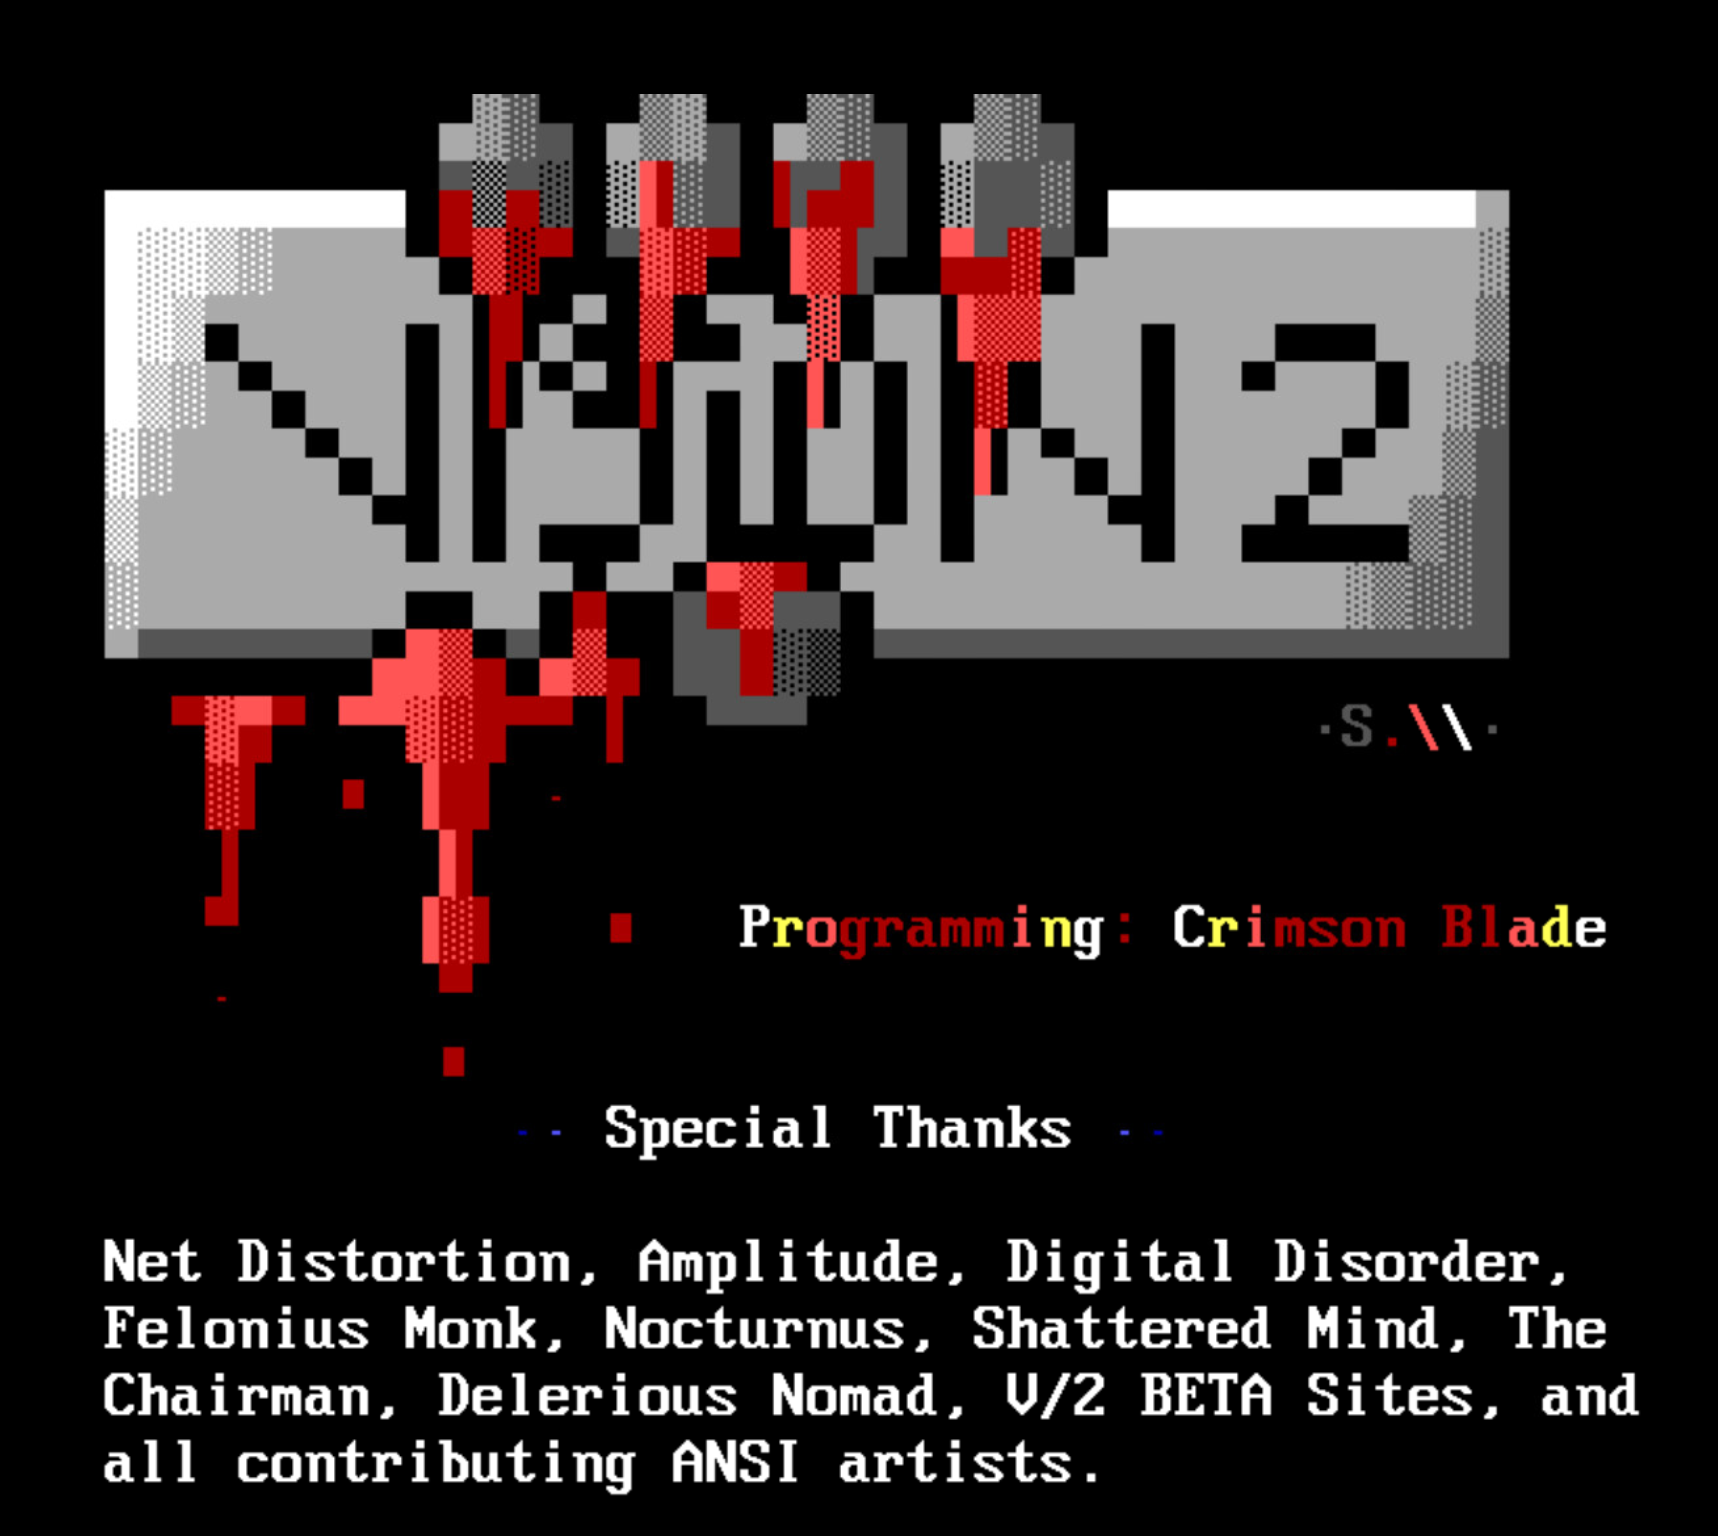 VISION2
·S.\\·
Programming: Crimson Blade
-- Special Thanks --
Net Distortion, Amplitude, Digital Disorder,
Felonius Monk, Nocturnus, Shattered Mind, The
Chairman, Delerious Nomad, V/2 BETA Sites, and
all contributing ANSI artists.